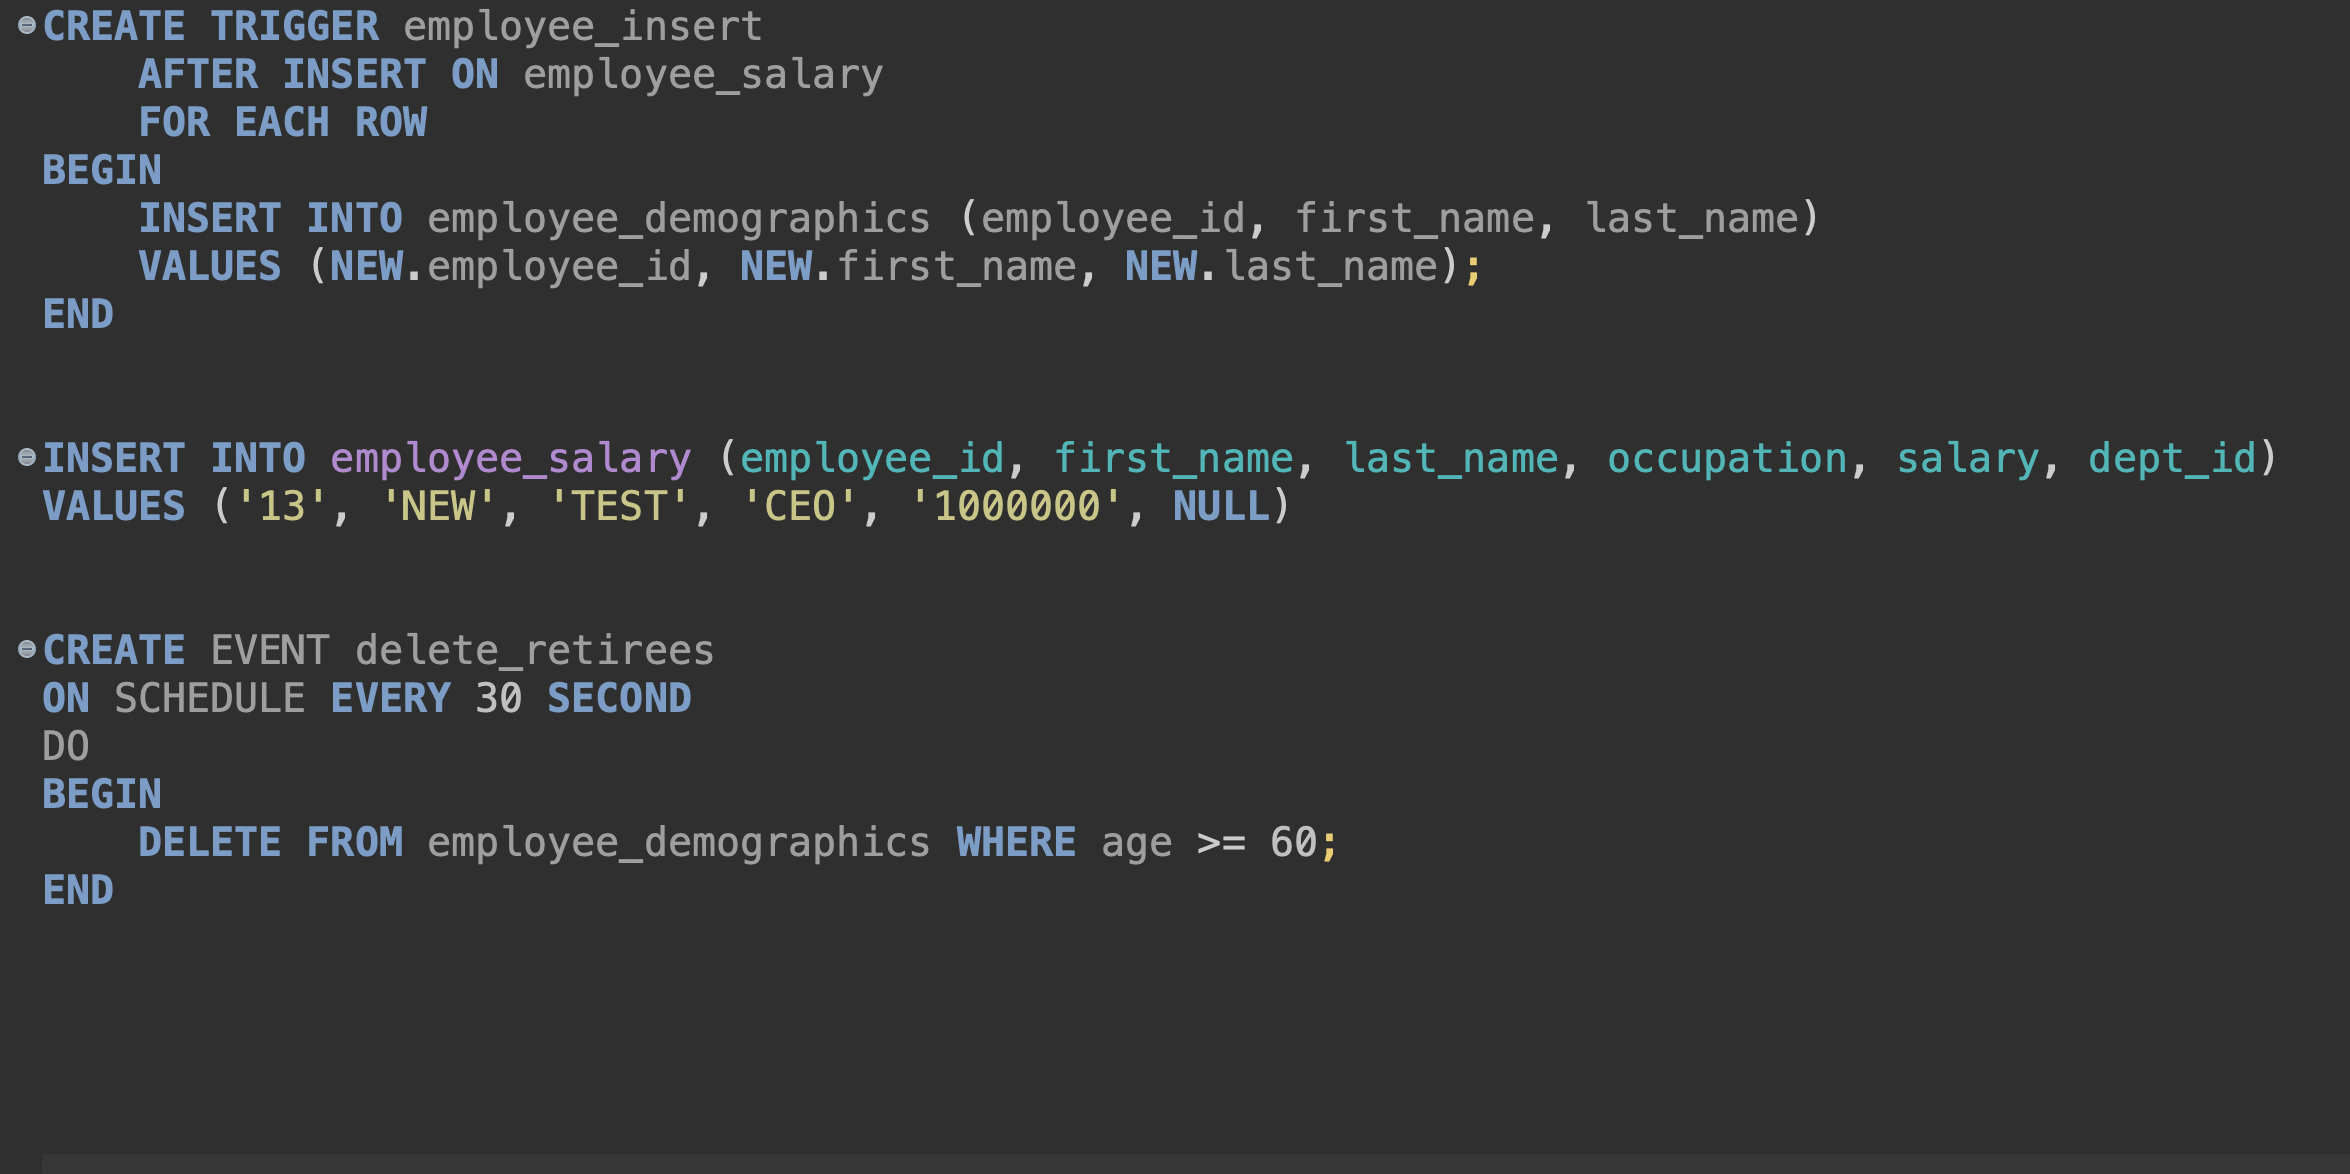 CREATE TRIGGER employee_insert
    AFTER INSERT ON employee_salary
    FOR EACH ROW
BEGIN
    INSERT INTO employee_demographics (employee_id, first_name, last_name)
    VALUES (NEW.employee_id, NEW.first_name, NEW.last_name);
END
INSERT INTO employee_salary (employee_id, first_name, last_name, occupation, salary, dept_id)
VALUES ('13', 'NEW', 'TEST', 'CEO', '1000000', NULL)
CREATE EVENT delete_retirees
ON SCHEDULE EVERY 30 SECOND
DO
BEGIN
    DELETE FROM employee_demographics WHERE age >= 60;
END